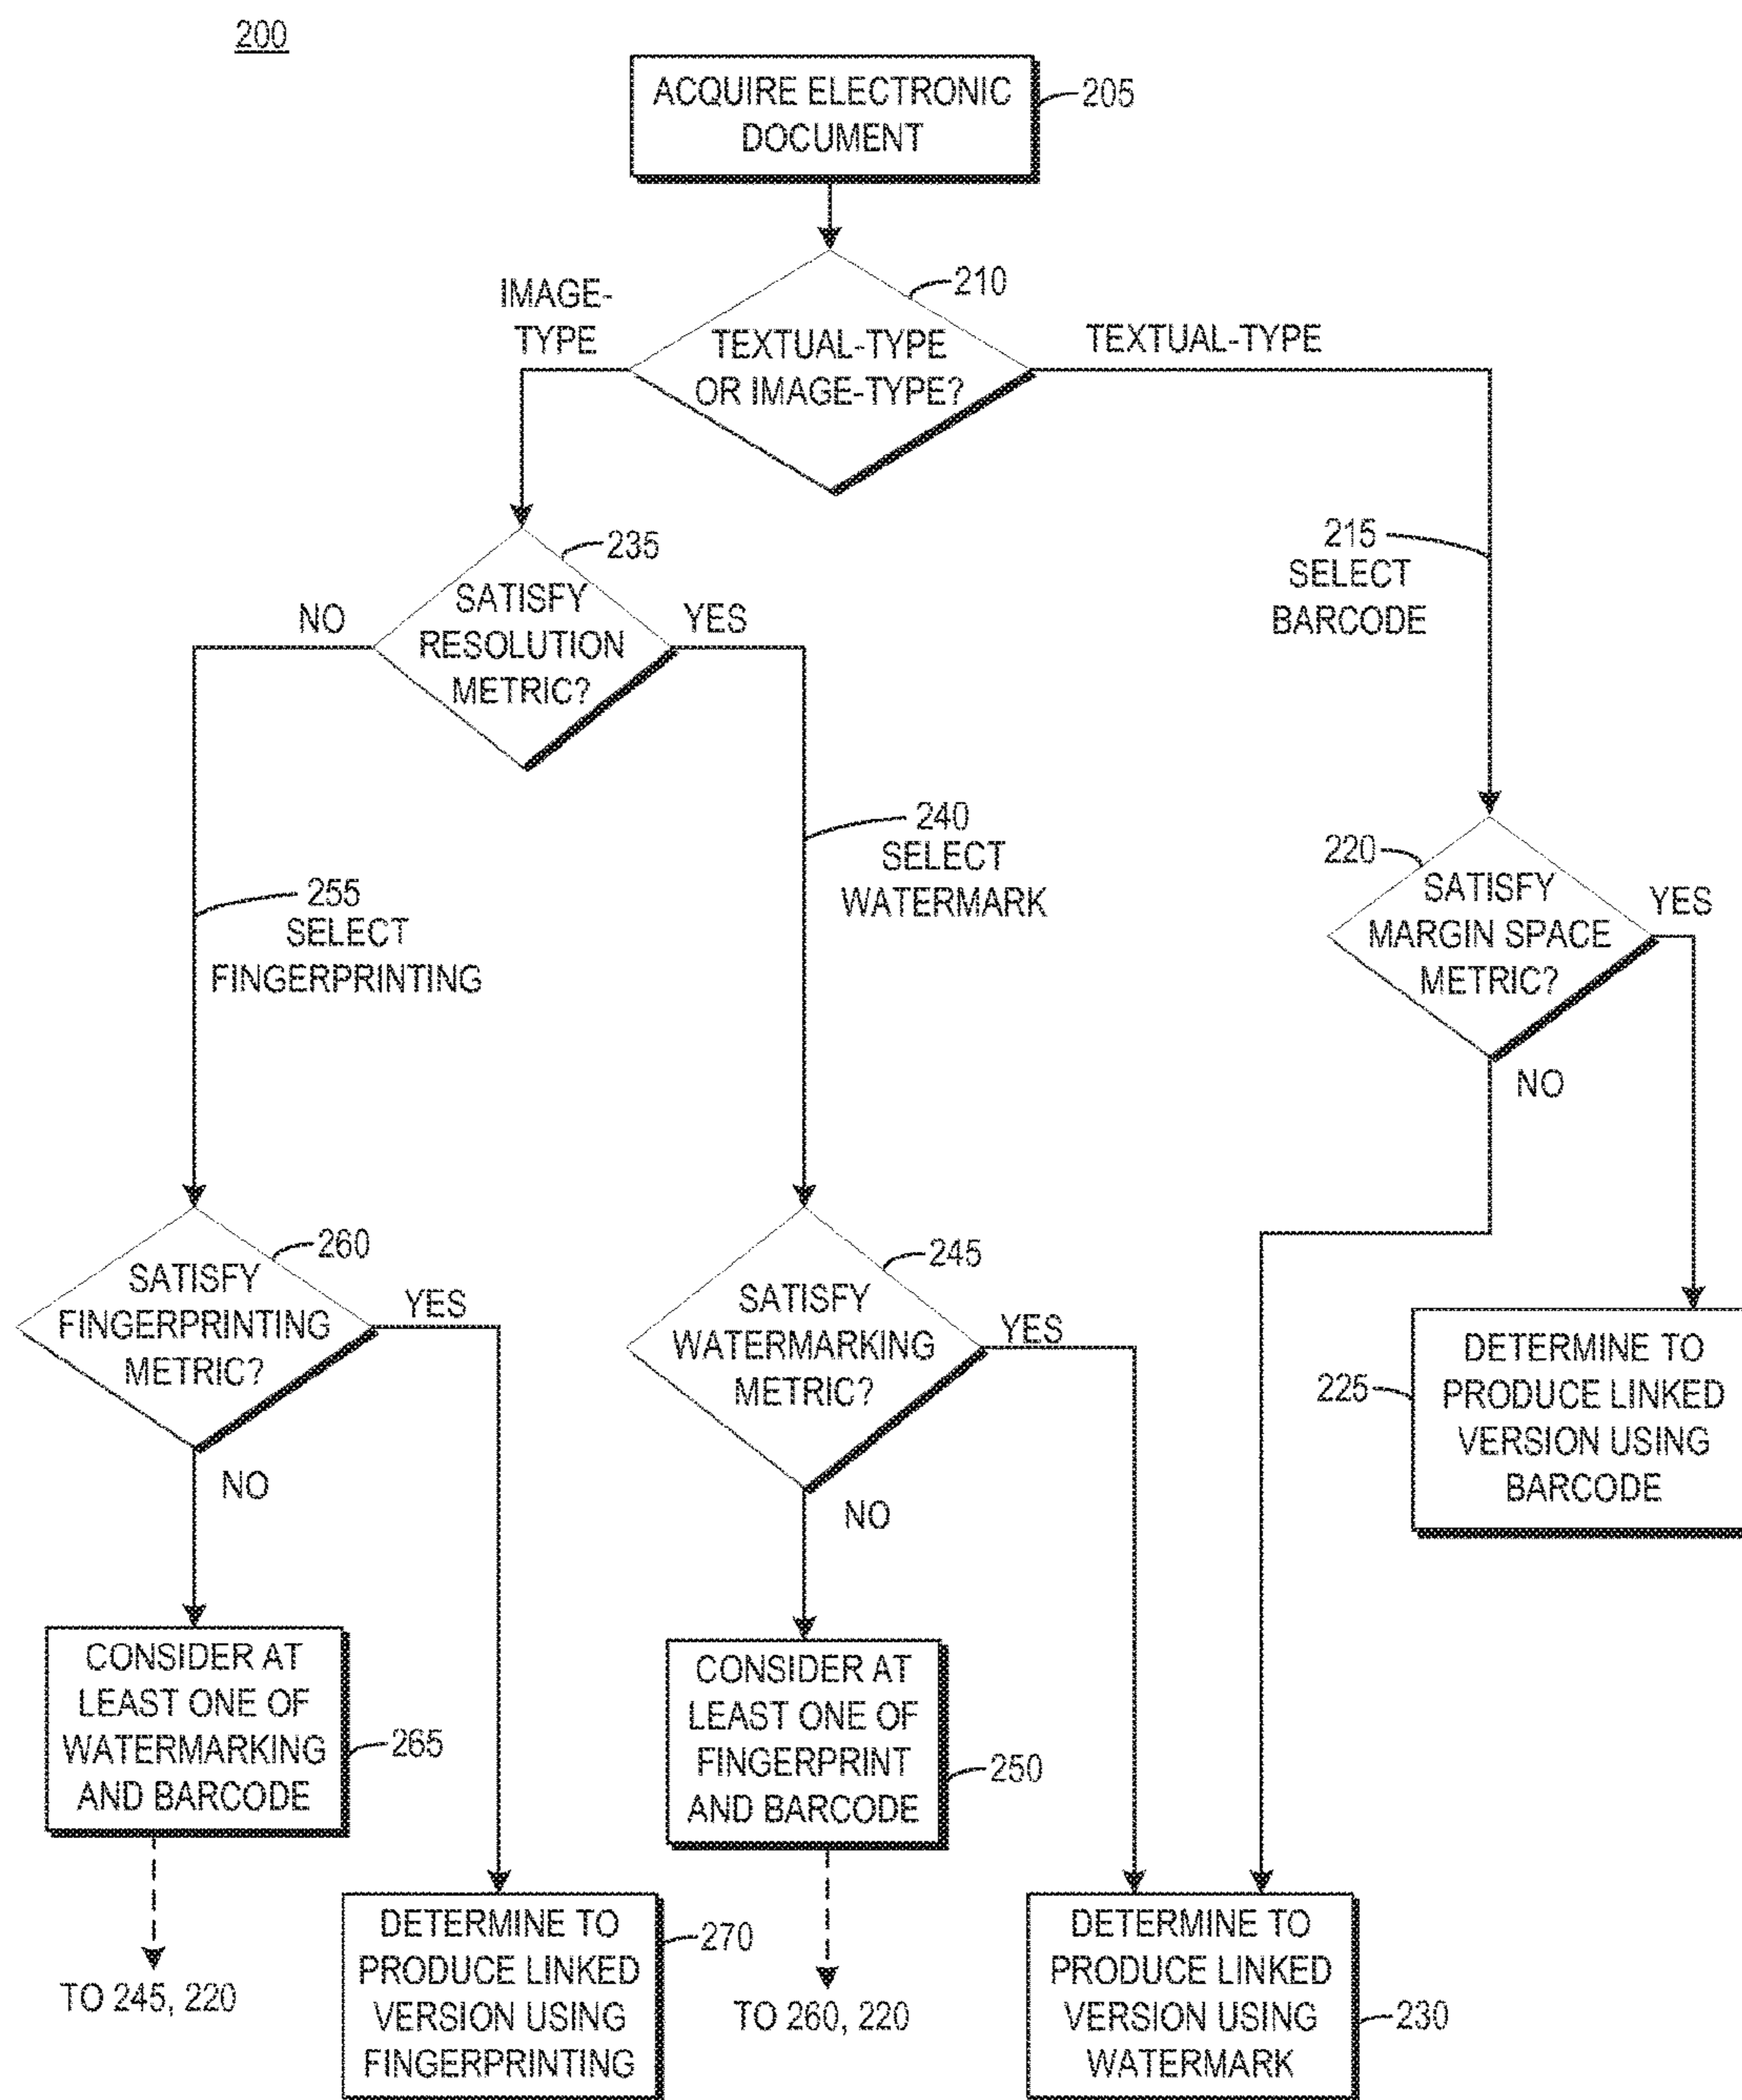 200
ACQUIRE ELECTRONIC
DOCUMENT
205
210
IMAGE-
TYPE
TEXTUAL-TYPE
OR IMAGE-TYPE?
TEXTUAL-TYPE
215
SELECT
BARCODE
235
SATISFY
RESOLUTION
METRIC?
NO
YES
240
SELECT
WATERMARK
255
SELECT
FINGERPRINTING
220
SATISFY
MARGIN SPACE
METRIC?
YES
NO
260
SATISFY
FINGERPRINTING
METRIC?
YES
NO
245
SATISFY
WATERMARKING
METRIC?
YES
NO
225
DETERMINE TO
PRODUCE LINKED
VERSION USING
BARCODE
CONSIDER AT
LEAST ONE OF
WATERMARKING
AND BARCODE
265
TO 245, 220
CONSIDER AT
LEAST ONE OF
FINGERPRINT
AND BARCODE
250
TO 260, 220
DETERMINE TO
PRODUCE LINKED
VERSION USING
FINGERPRINTING
270
DETERMINE TO
PRODUCE LINKED
VERSION USING
WATERMARK
230